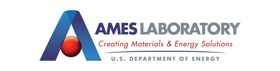 AMES LABORATORY
Creating Materials & Energy Solutions
U.S. DEPARTMENT OF ENERGY